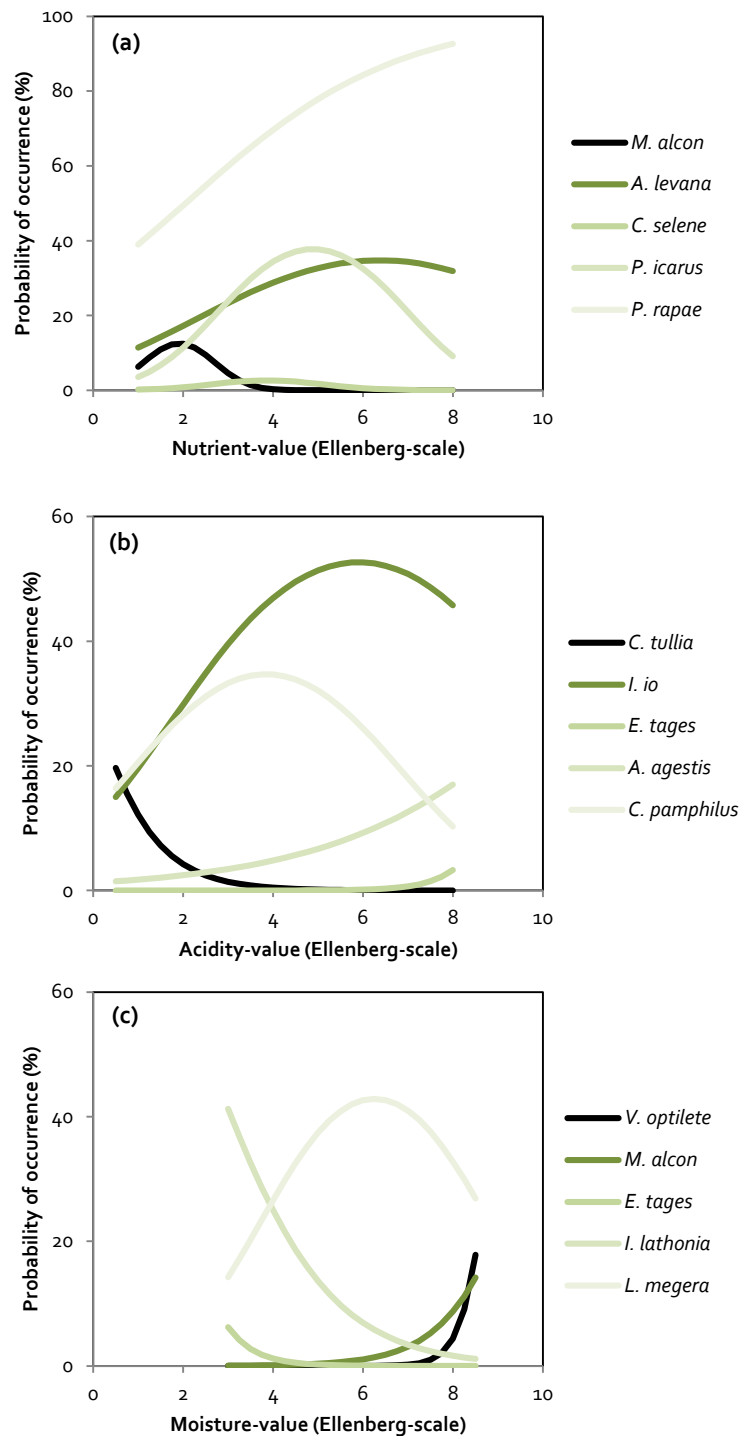 (a)
Probability of occurrence (%)
100
80
60
40
20
0
0 2 4 6 8 10
Nutrient-value (Ellenberg-scale)
M. alcon
A. levana
C. selene
P. icarus
P. rapae
(b)
Probability of occurrence (%)
60
40
20
0
0 2 4 6 8 10
Acidity-value (Ellenberg-scale)
C. tullia
I. io
E. tages
A. agestis
C. pamphilus
(c)
Probability of occurrence (%)
60
40
20
0
0 2 4 6 8 10
Moisture-value (Ellenberg-scale)
V. optilete
M. alcon
E. tages
I. lathonia
L. megera